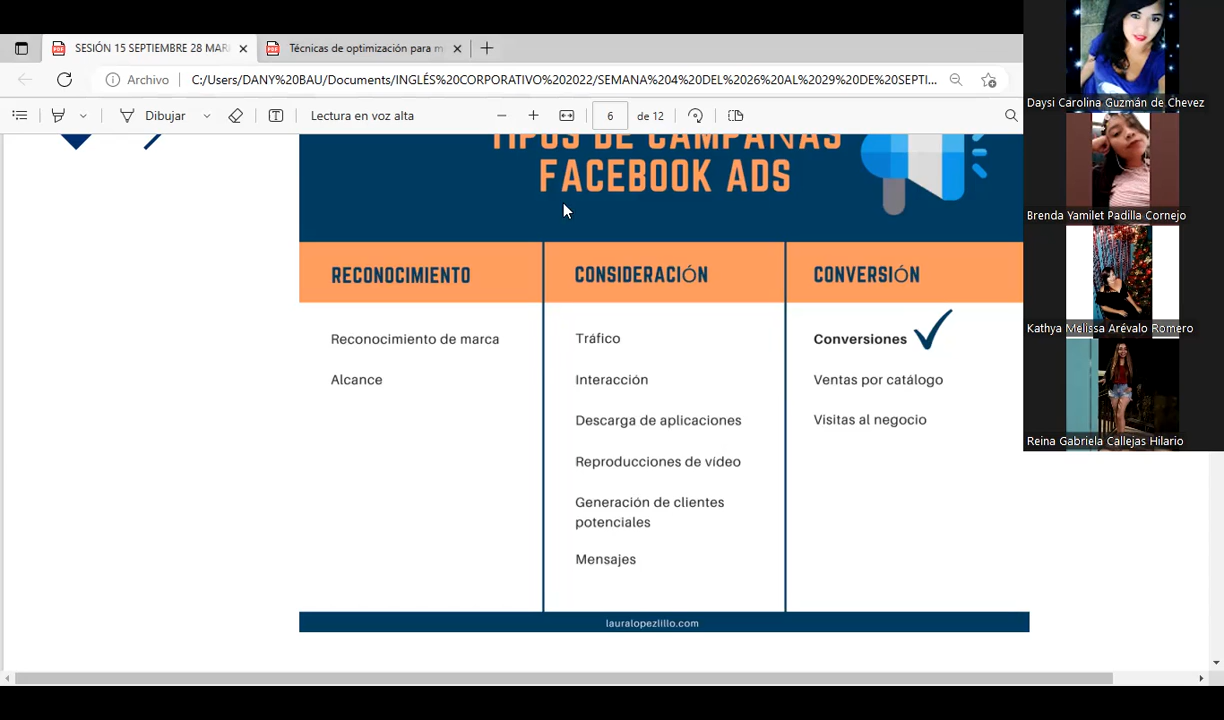 SESIÓN 15 SEPTIEMBRE 28 MAR
Técnicas de optimización para m
Archivo
C:/Users/DANY%20BAU/Documents/INGLÉS%20CORPORATIVO%202022/SEMANA%204%20DEL%2026%20AL%2029%20DE%20SEPTI...
Dibujar
Lectura en voz alta
6
de 12
TIPOS DE CAMPAÑAS
FACEBOOK ADS
RECONOCIMIENTO
CONSIDERACIÓN
CONVERSIÓN
Reconocimiento de marca
Alcance
Tráfico
Interacción
Descarga de aplicaciones
Reproducciones de vídeo
Generación de clientes
potenciales
Mensajes
Conversiones
Ventas por catálogo
Visitas al negocio
lauralopezlillo.com
Daysi Carolina Guzmán de Chevez
Brenda Yamilet Padilla Cornejo
Kathya Melissa Arévalo Romero
Reina Gabriela Callejas Hilario